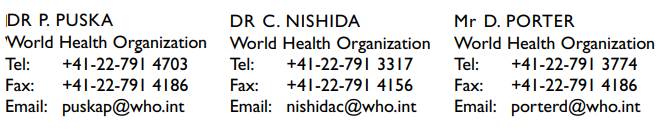 DR P. PUSKA
World Health Organization
Tel: +41-22-791 4703
Fax: +41-22-791 4186
Email: puskap@who.int
DR C. NISHIDA
World Health Organization
Tel: +41-22-791 3317
Fax: +41-22-791 4156
Email: nishidac@who.int
Mr D. PORTER
World Health Organization
Tel: +41-22-791 3774
Fax: +41-22-791 4186
Email: porterd@who.int